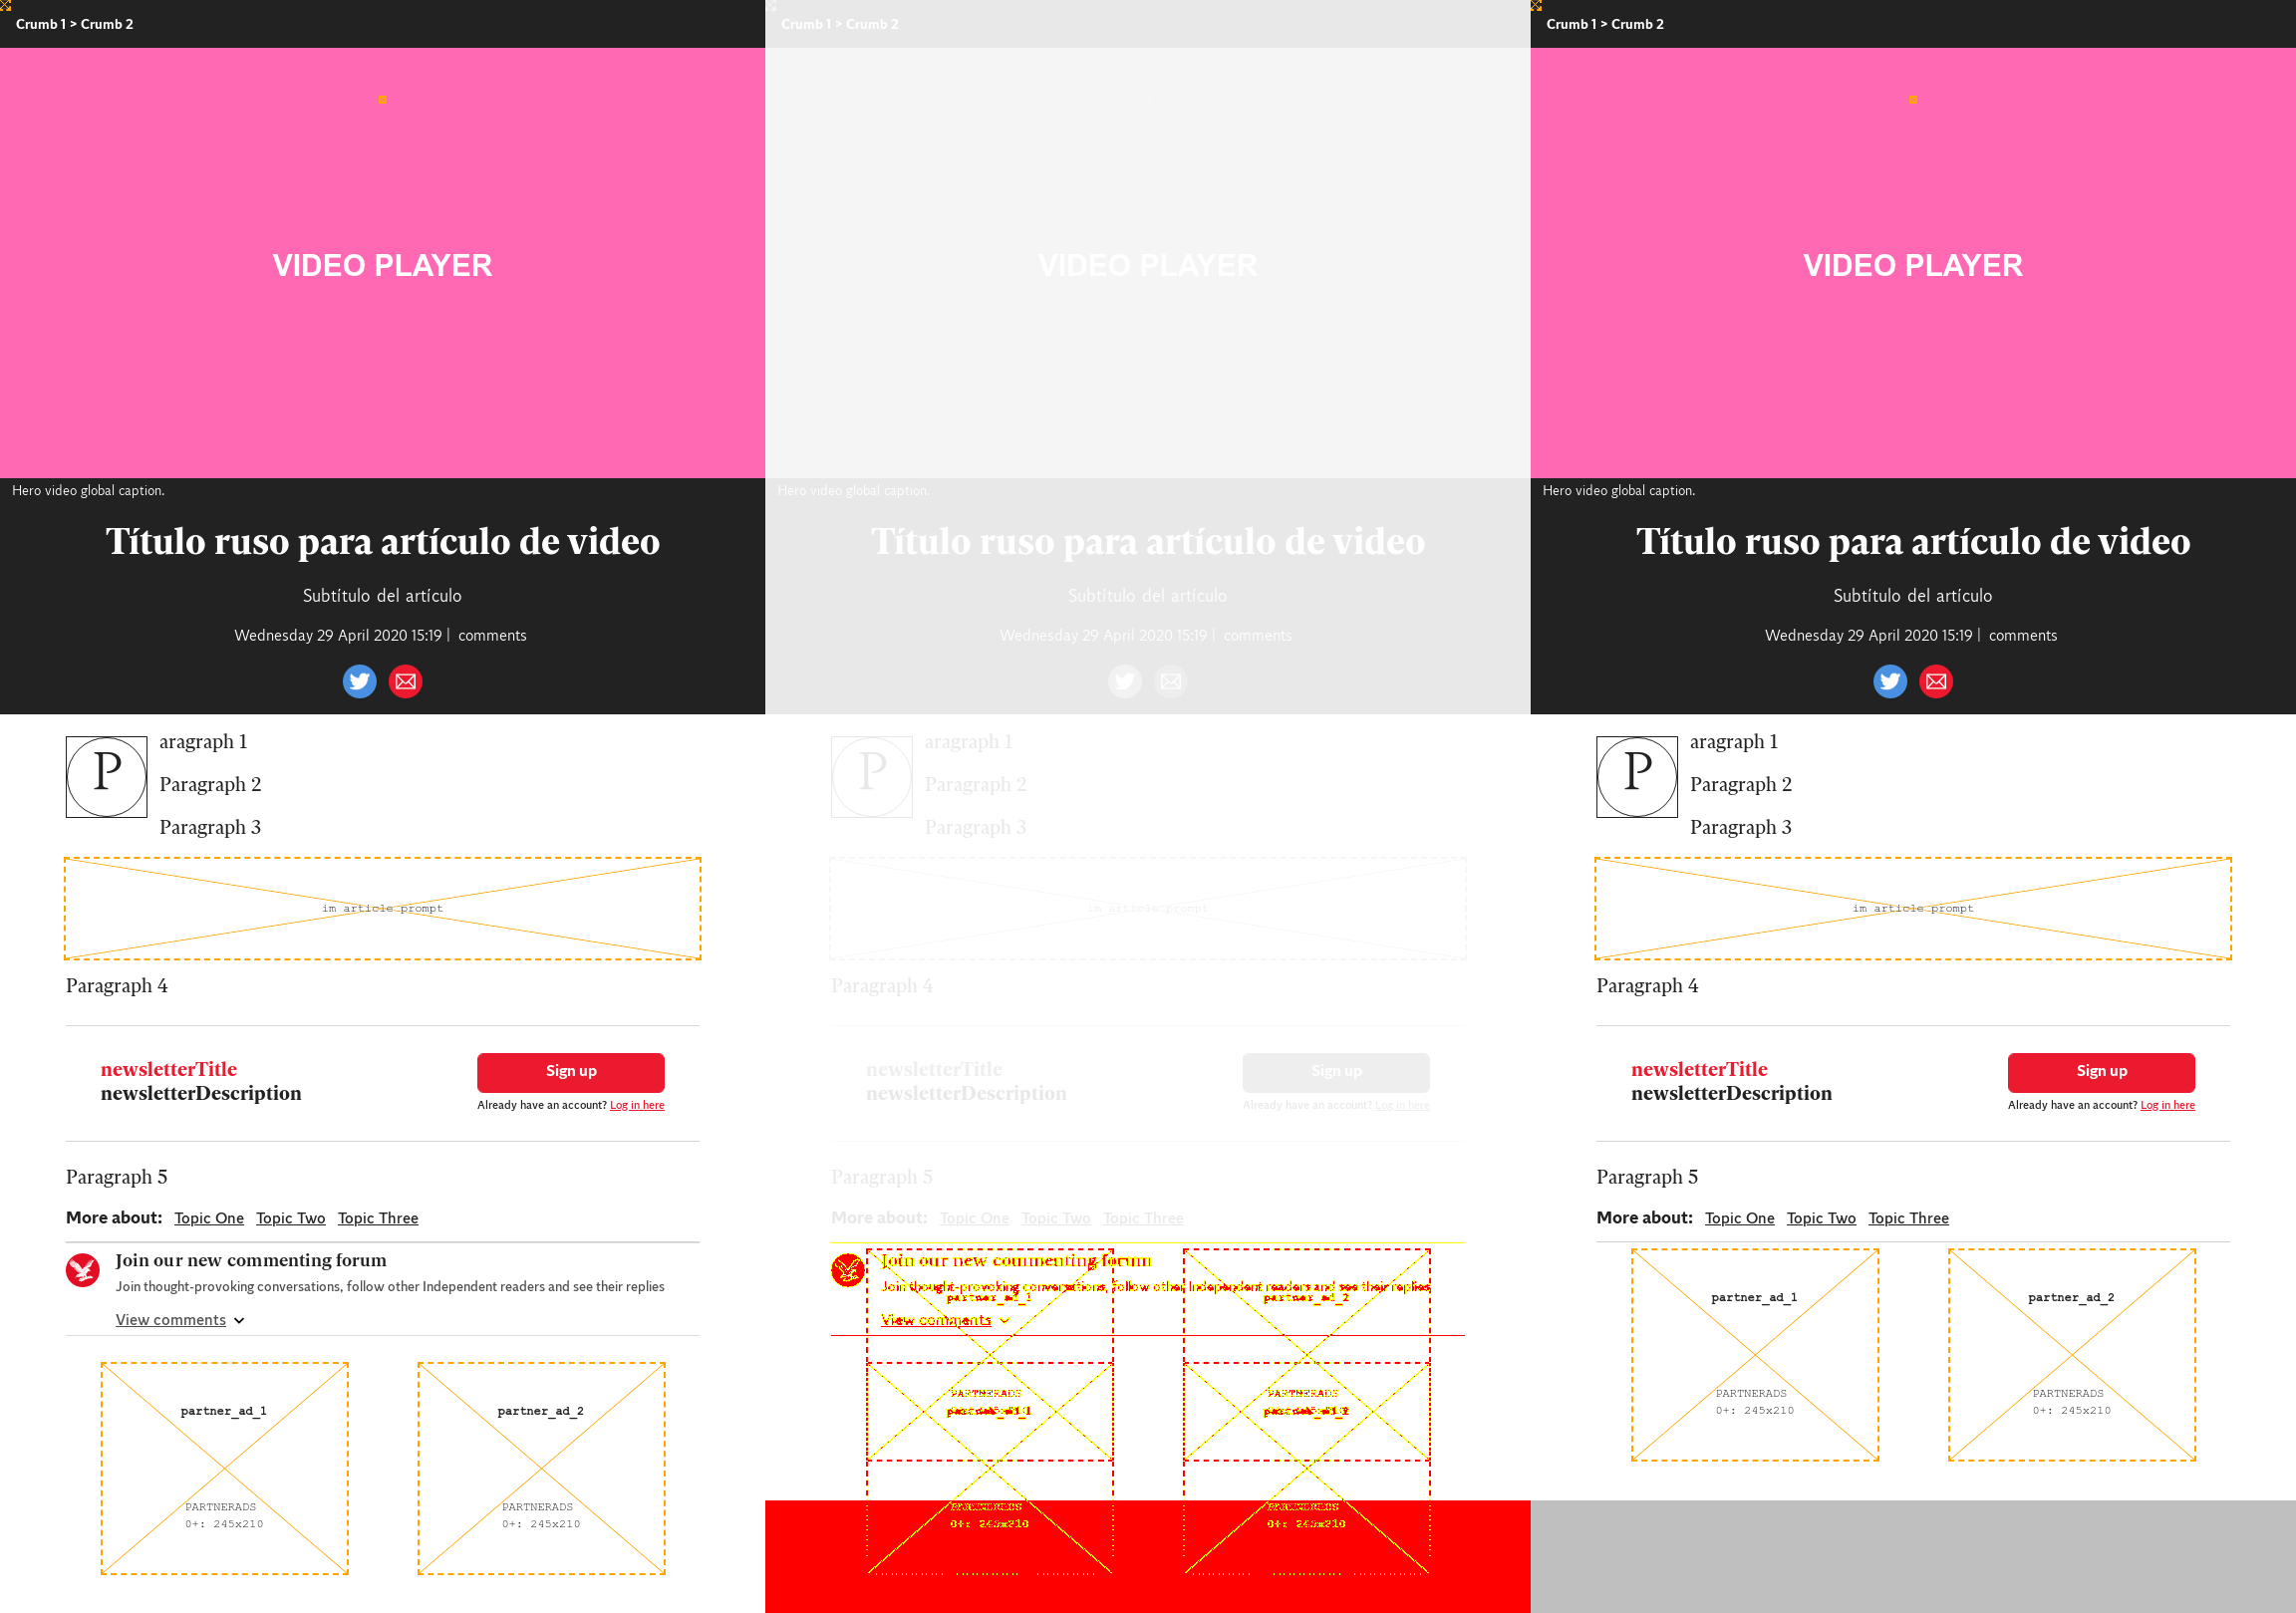 Crumb 1 > Crumb 2
VIDEO PLAYER
Hero video global caption.
Título ruso para artículo de video
Subtítulo del artículo
Wednesday 29 April 2020 15:19 | comments
Paragraph 1
Paragraph 2
Paragraph 3
im article prompt
Paragraph 4
newsletterTitle
newsletterDescription
Sign up
Already have an account? Log in here
Paragraph 5
More about: Topic One Topic Two Topic Three
Join our new commenting forum
Join thought-provoking conversations, follow other Independent readers and see their replies
View comments
partner_ad_1 partner_ad_2
PARTNERADS PARTNERADS
0+: 245x210 0+: 245x210
Crumb 1 > Crumb 2
VIDEO PLAYER
Hero video global caption.
Título ruso para artículo de video
Subtítulo del artículo
Wednesday 29 April 2020 15:19 | comments
Paragraph 1
Paragraph 2
Paragraph 3
im article prompt
Paragraph 4
newsletterTitle
newsletterDescription
Sign up
Already have an account? Log in here
Paragraph 5
More about: Topic One Topic Two Topic Three
Join our new commenting forum
Join thought-provoking conversations, follow other Independent readers and see their replies
partner_ad_1 partner_ad_2
View comments
PARTNERADS PARTNERADS
partner_ad_1 partner_ad_2
PARTNERADS PARTNERADS
0+: 245x210 0+: 245x210
Crumb 1 > Crumb 2
VIDEO PLAYER
Hero video global caption.
Título ruso para artículo de video
Subtítulo del artículo
Wednesday 29 April 2020 15:19 | comments
Paragraph 1
Paragraph 2
Paragraph 3
im article prompt
Paragraph 4
newsletterTitle
newsletterDescription
Sign up
Already have an account? Log in here
Paragraph 5
More about: Topic One Topic Two Topic Three
partner_ad_1 partner_ad_2
PARTNERADS PARTNERADS
0+: 245x210 0+: 245x210